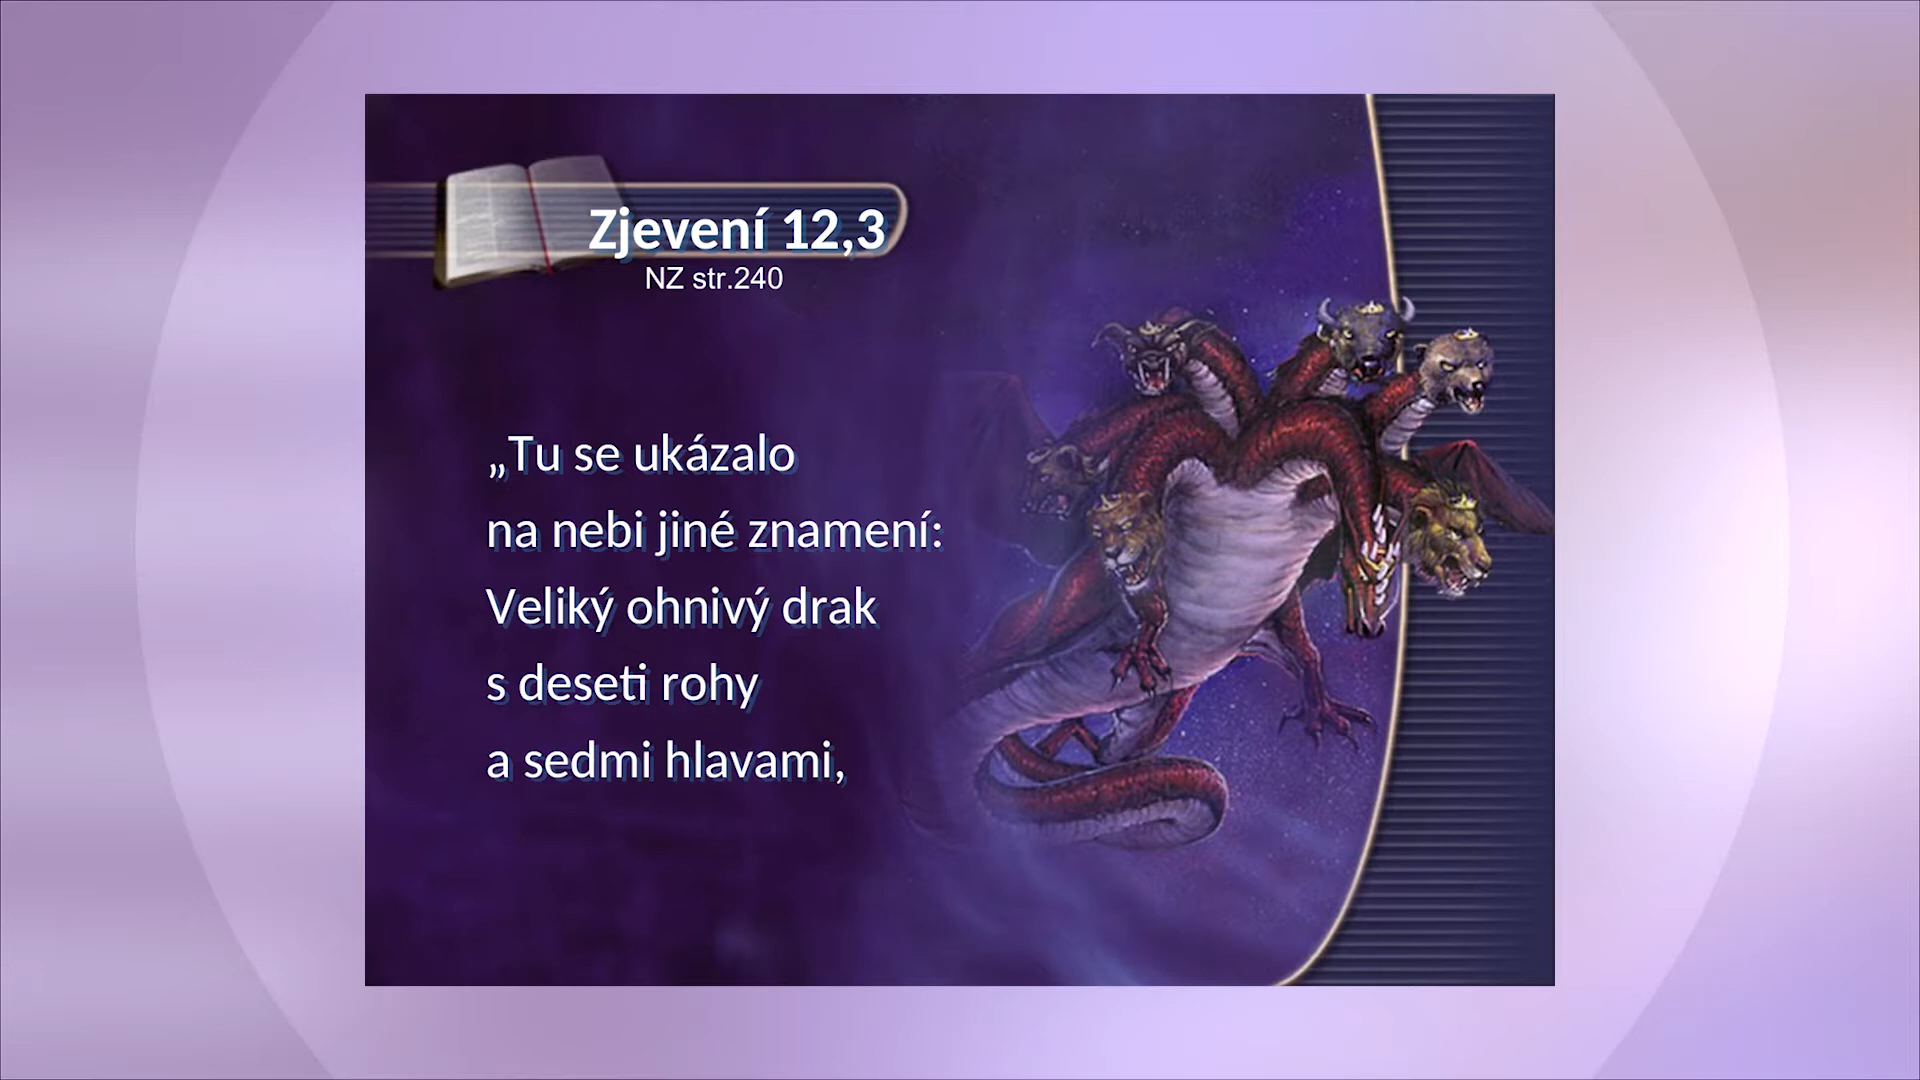 Zjevení 12,3
NZ str.240
„Tu se ukázalo
na nebi jiné znamení:
Veliký ohnivý drak
s deseti rohy
a sedmi hlavami,